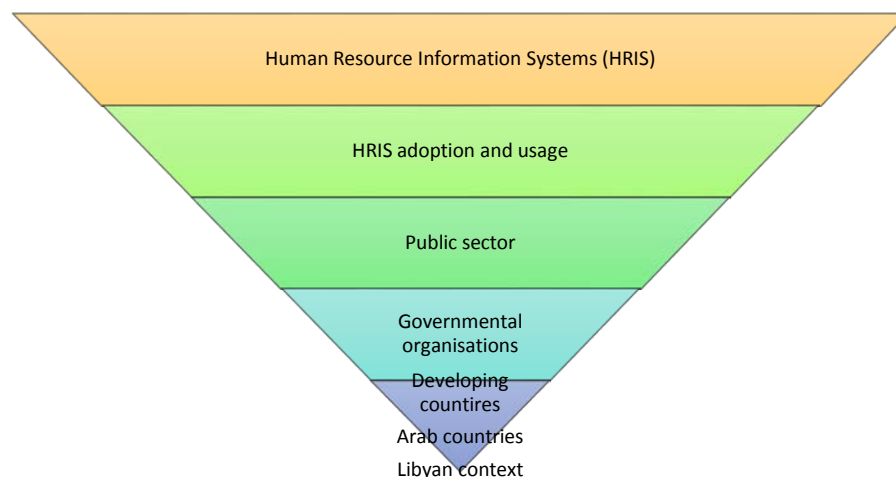 Human Resource Information Systems (HRIS)
HRIS adoption and usage
Public sector
Governmental
organisations
Developing
countires
Arab countries
Libyan context